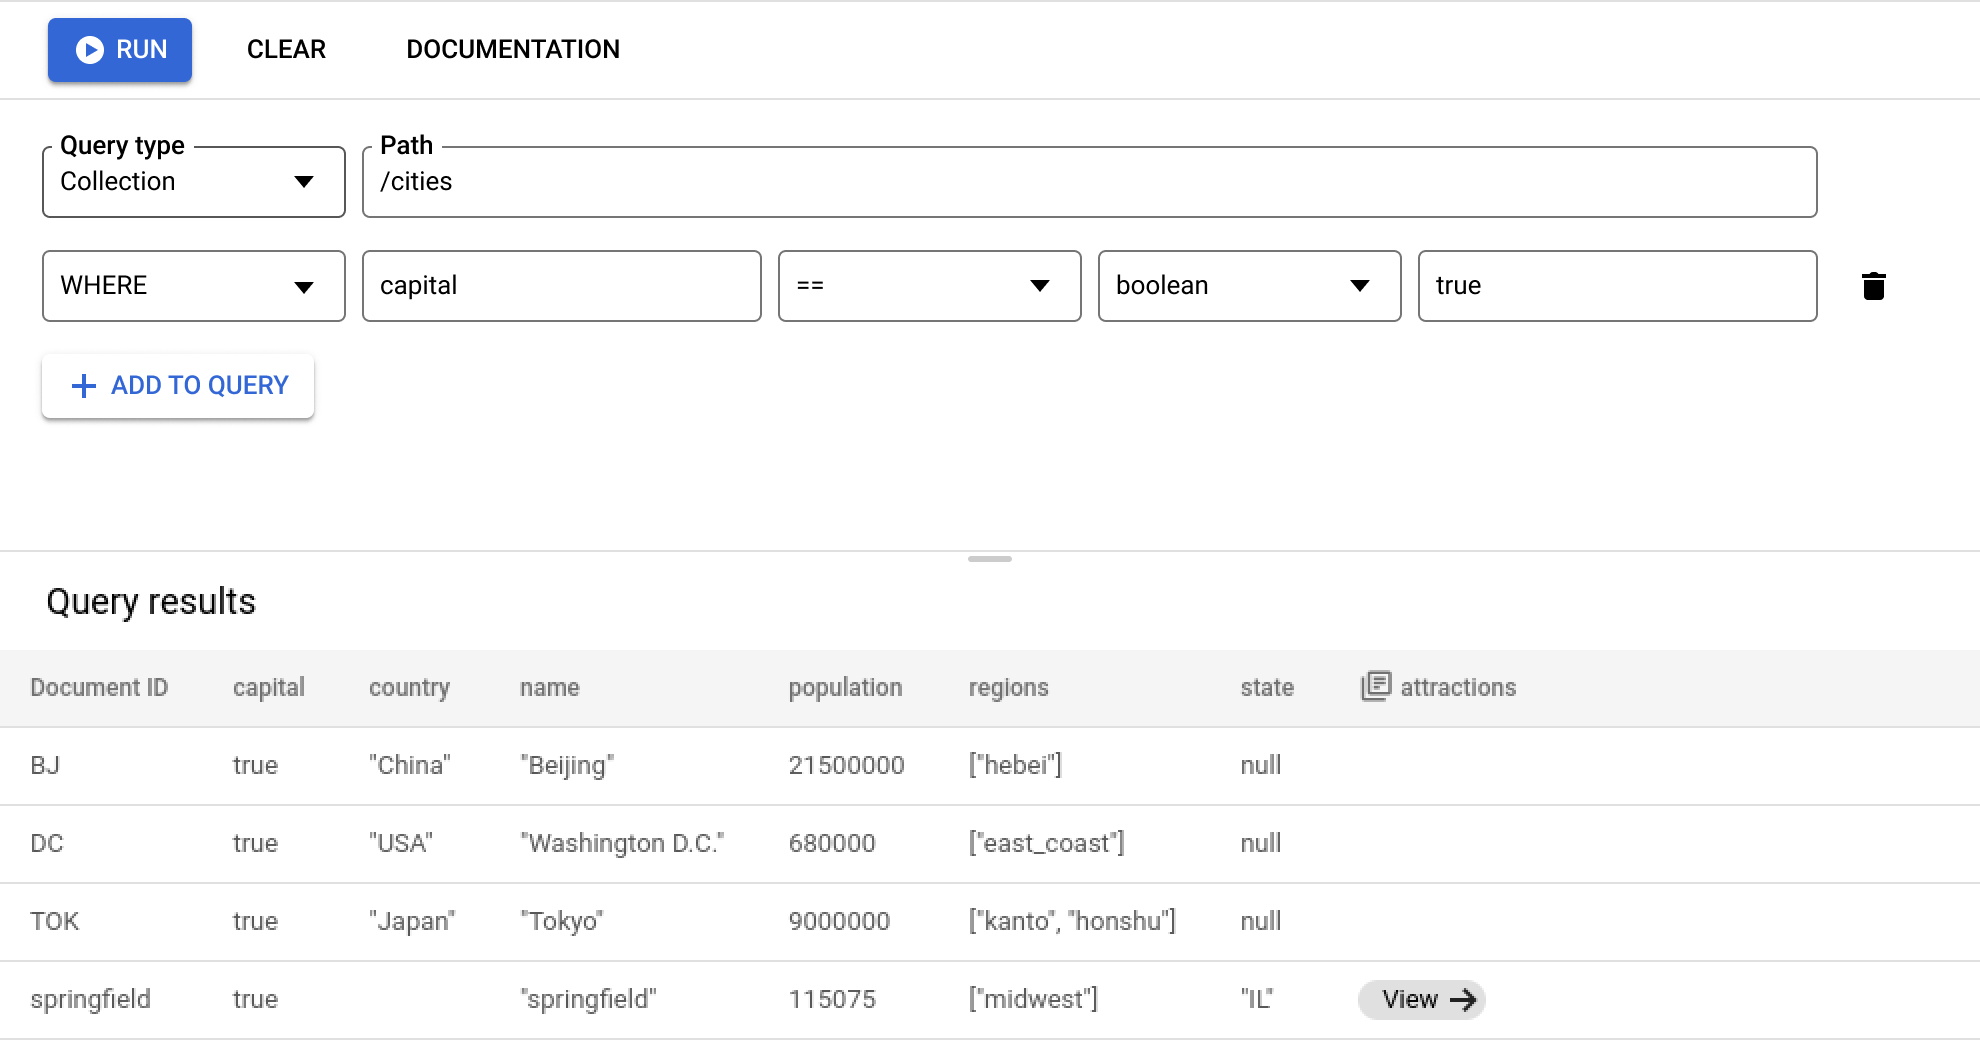 RUN CLEAR DOCUMENTATION
Query type Path
Collection /cities
WHERE capital == boolean true
+ ADD TO QUERY
Query results
Document ID capital country name population regions state attractions
BJ true "China" "Beijing" 21500000 ["hebei"] null
DC true "USA" "Washington D.C." 680000 ["east_coast"] null
TOK true "Japan" "Tokyo" 9000000 ["kanto", "honshu"] null
springfield true "springfield" 115075 ["midwest"] "IL" View →